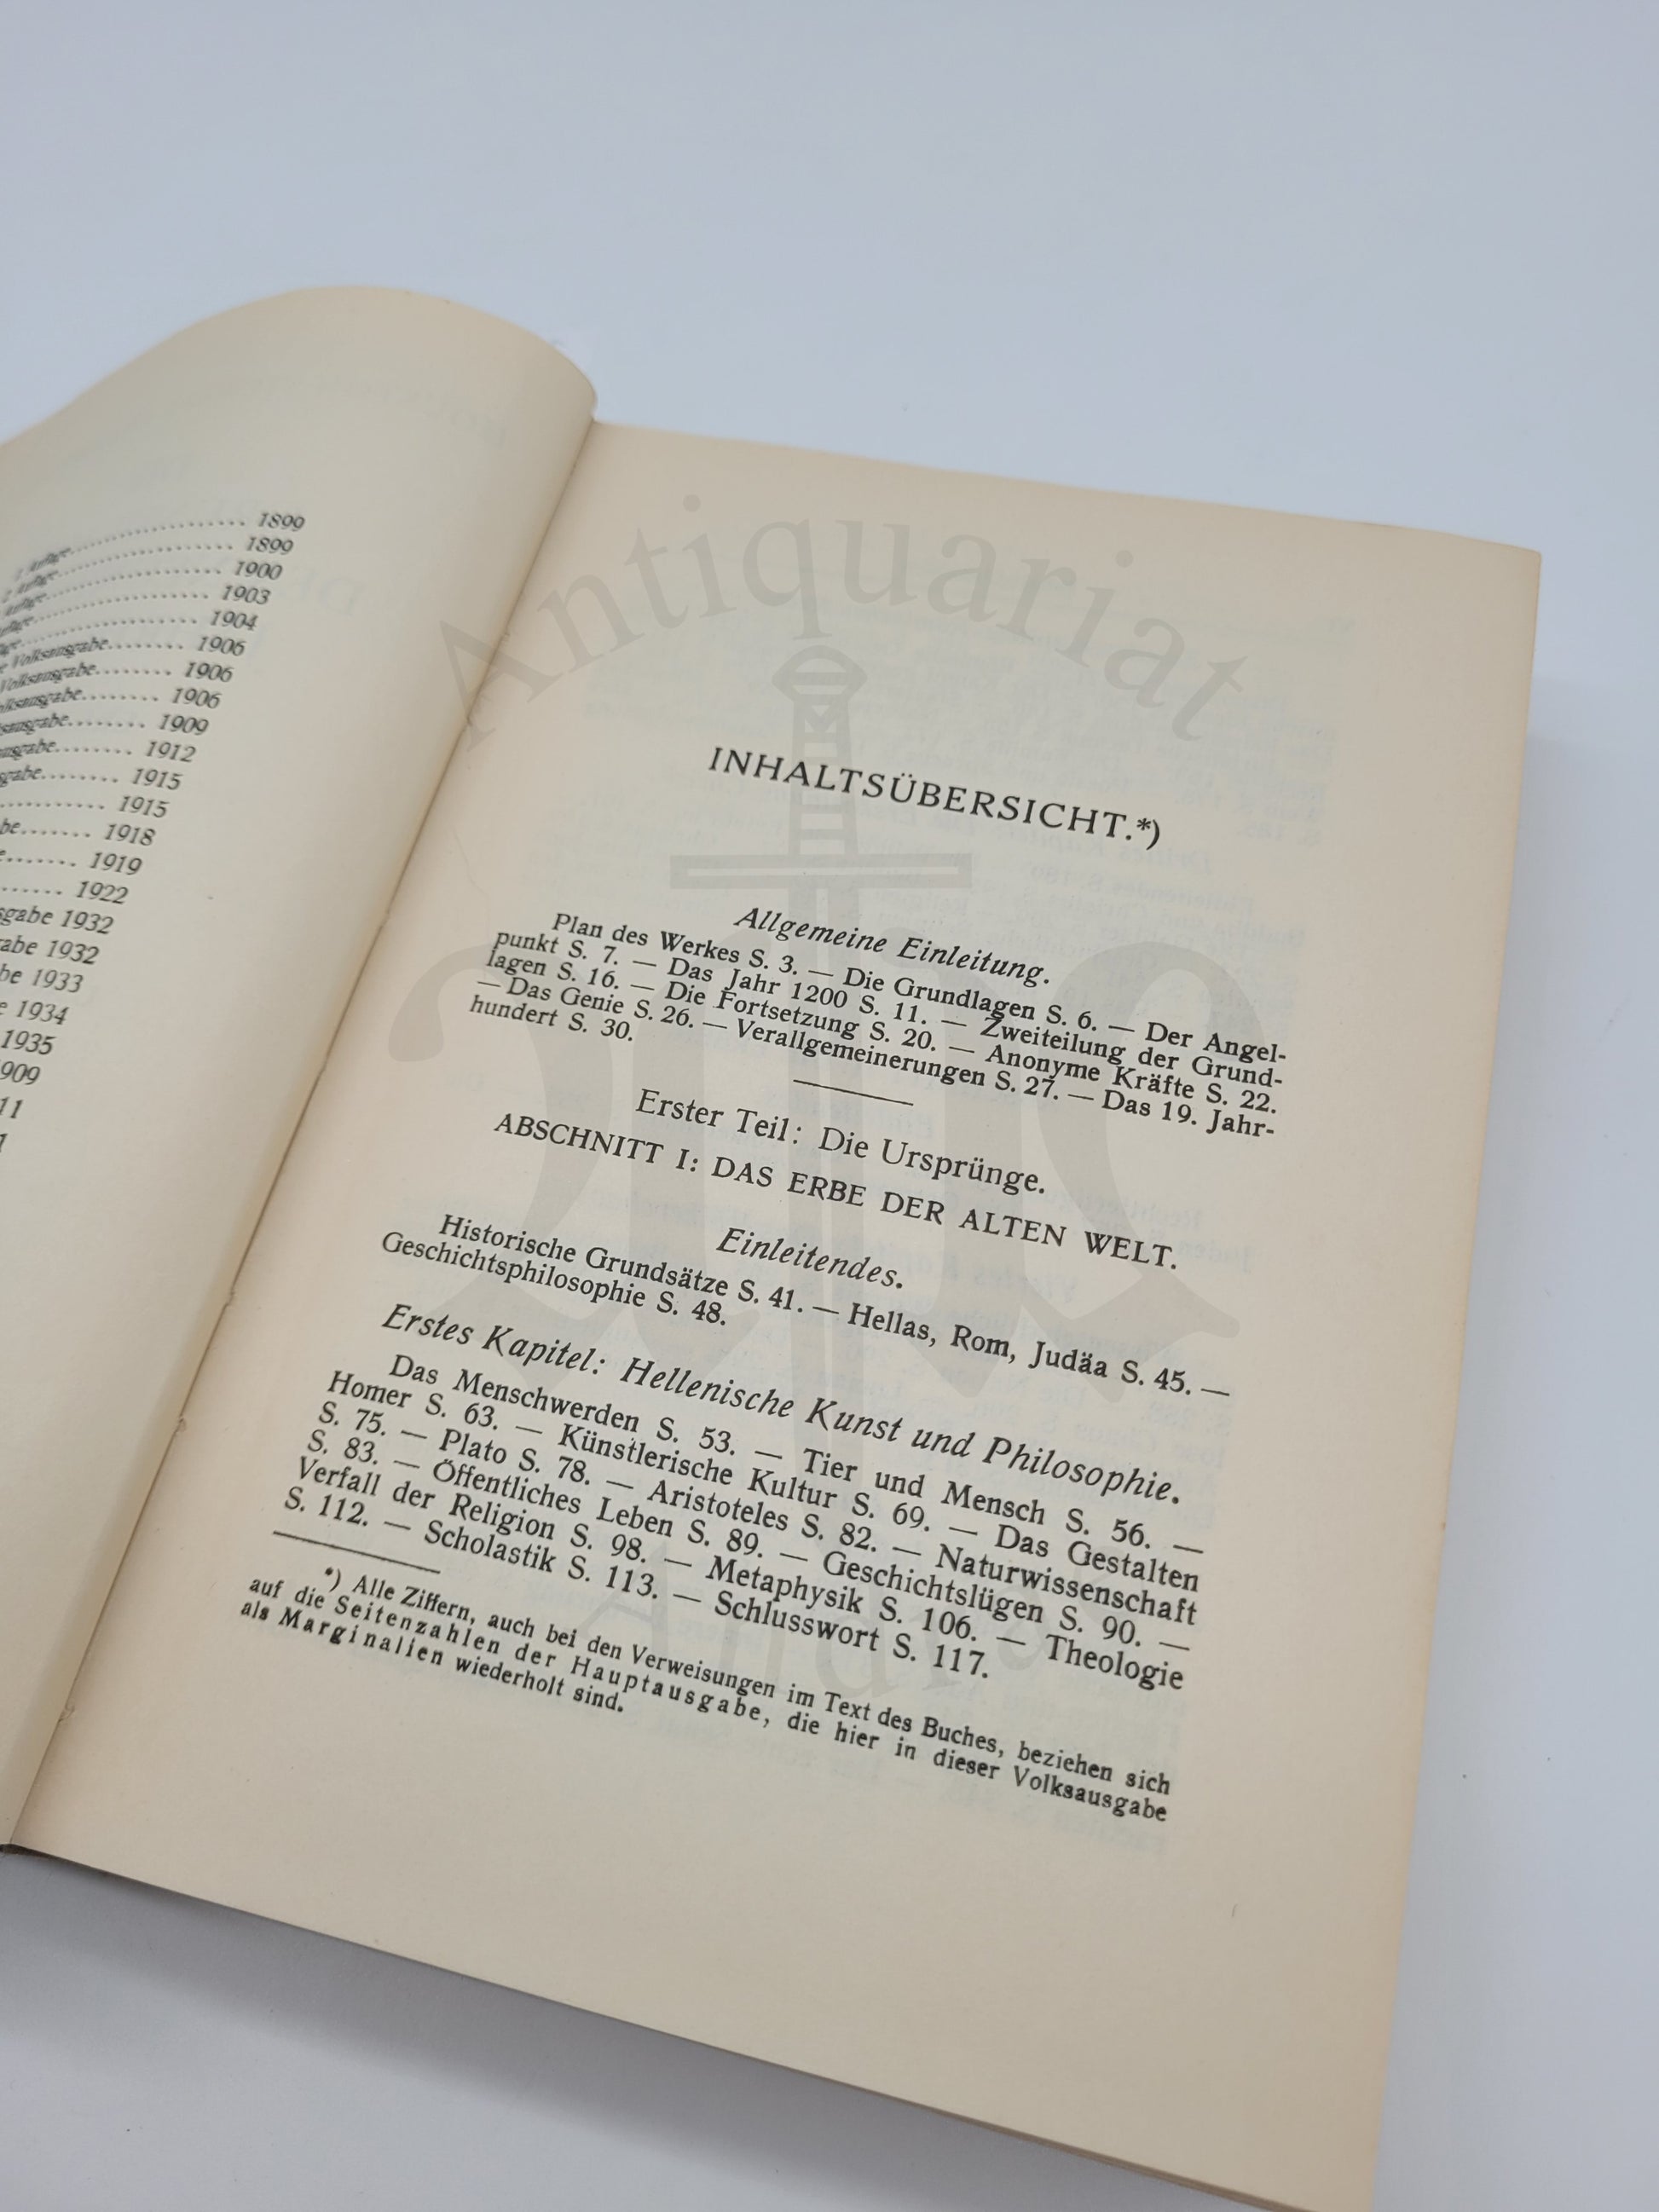 1899
1899
1900
1903
1904
Volksausgabe........ 1906
Volksausgabe........ 1906
1906
1909
1912
1915
1915
1918
1919
1922
1932
1932
1933
1934
1935
Antiquariat
INHALTSÜBERSICHT.*)
Allgemeine Einleitung.
Plan des Werkes S. 3. — Die Grundlagen S. 6. — Der Angel-
punkt S. 7. — Das Jahr 1200 S. 11. — Zweiteilung der Grund-
lagen S. 16. — Die Fortsetzung S. 20. — Anonyme Kräfte S. 22.
— Das Genie S. 26. — Verallgemeinerungen S. 27. — Das 19. Jahr-
hundert S. 30.
Erster Teil: Die Ursprünge.
ABSCHNITT I: DAS ERBE DER ALTEN WELT.
Einleitendes.
Historische Grundsätze S. 41. — Hellas, Rom, Judäa S. 45. —
Geschichtsphilosophie S. 48.
Erstes Kapitel: Hellenische Kunst und Philosophie.
Das Menschwerden S. 53. — Tier und Mensch S. 56. —
Homer S. 63. — Künstlerische Kultur S. 69. — Das Gestalten
S. 75. — Plato S. 78. — Aristoteles S. 82. — Naturwissenschaft
S. 83. — Öffentliches Leben S. 89. — Geschichtslügen S. 90. —
Verfall der Religion S. 98. — Metaphysik S. 106. — Theologie
S. 112. — Scholastik S. 113. — Schlusswort S. 117.
*) Alle Ziffern, auch bei den Verweisungen im Text des Buches, beziehen sich
auf die Seitenzahlen der Hauptausgabe, die hier in dieser Volksausgabe
als Marginalien wiederholt sind.